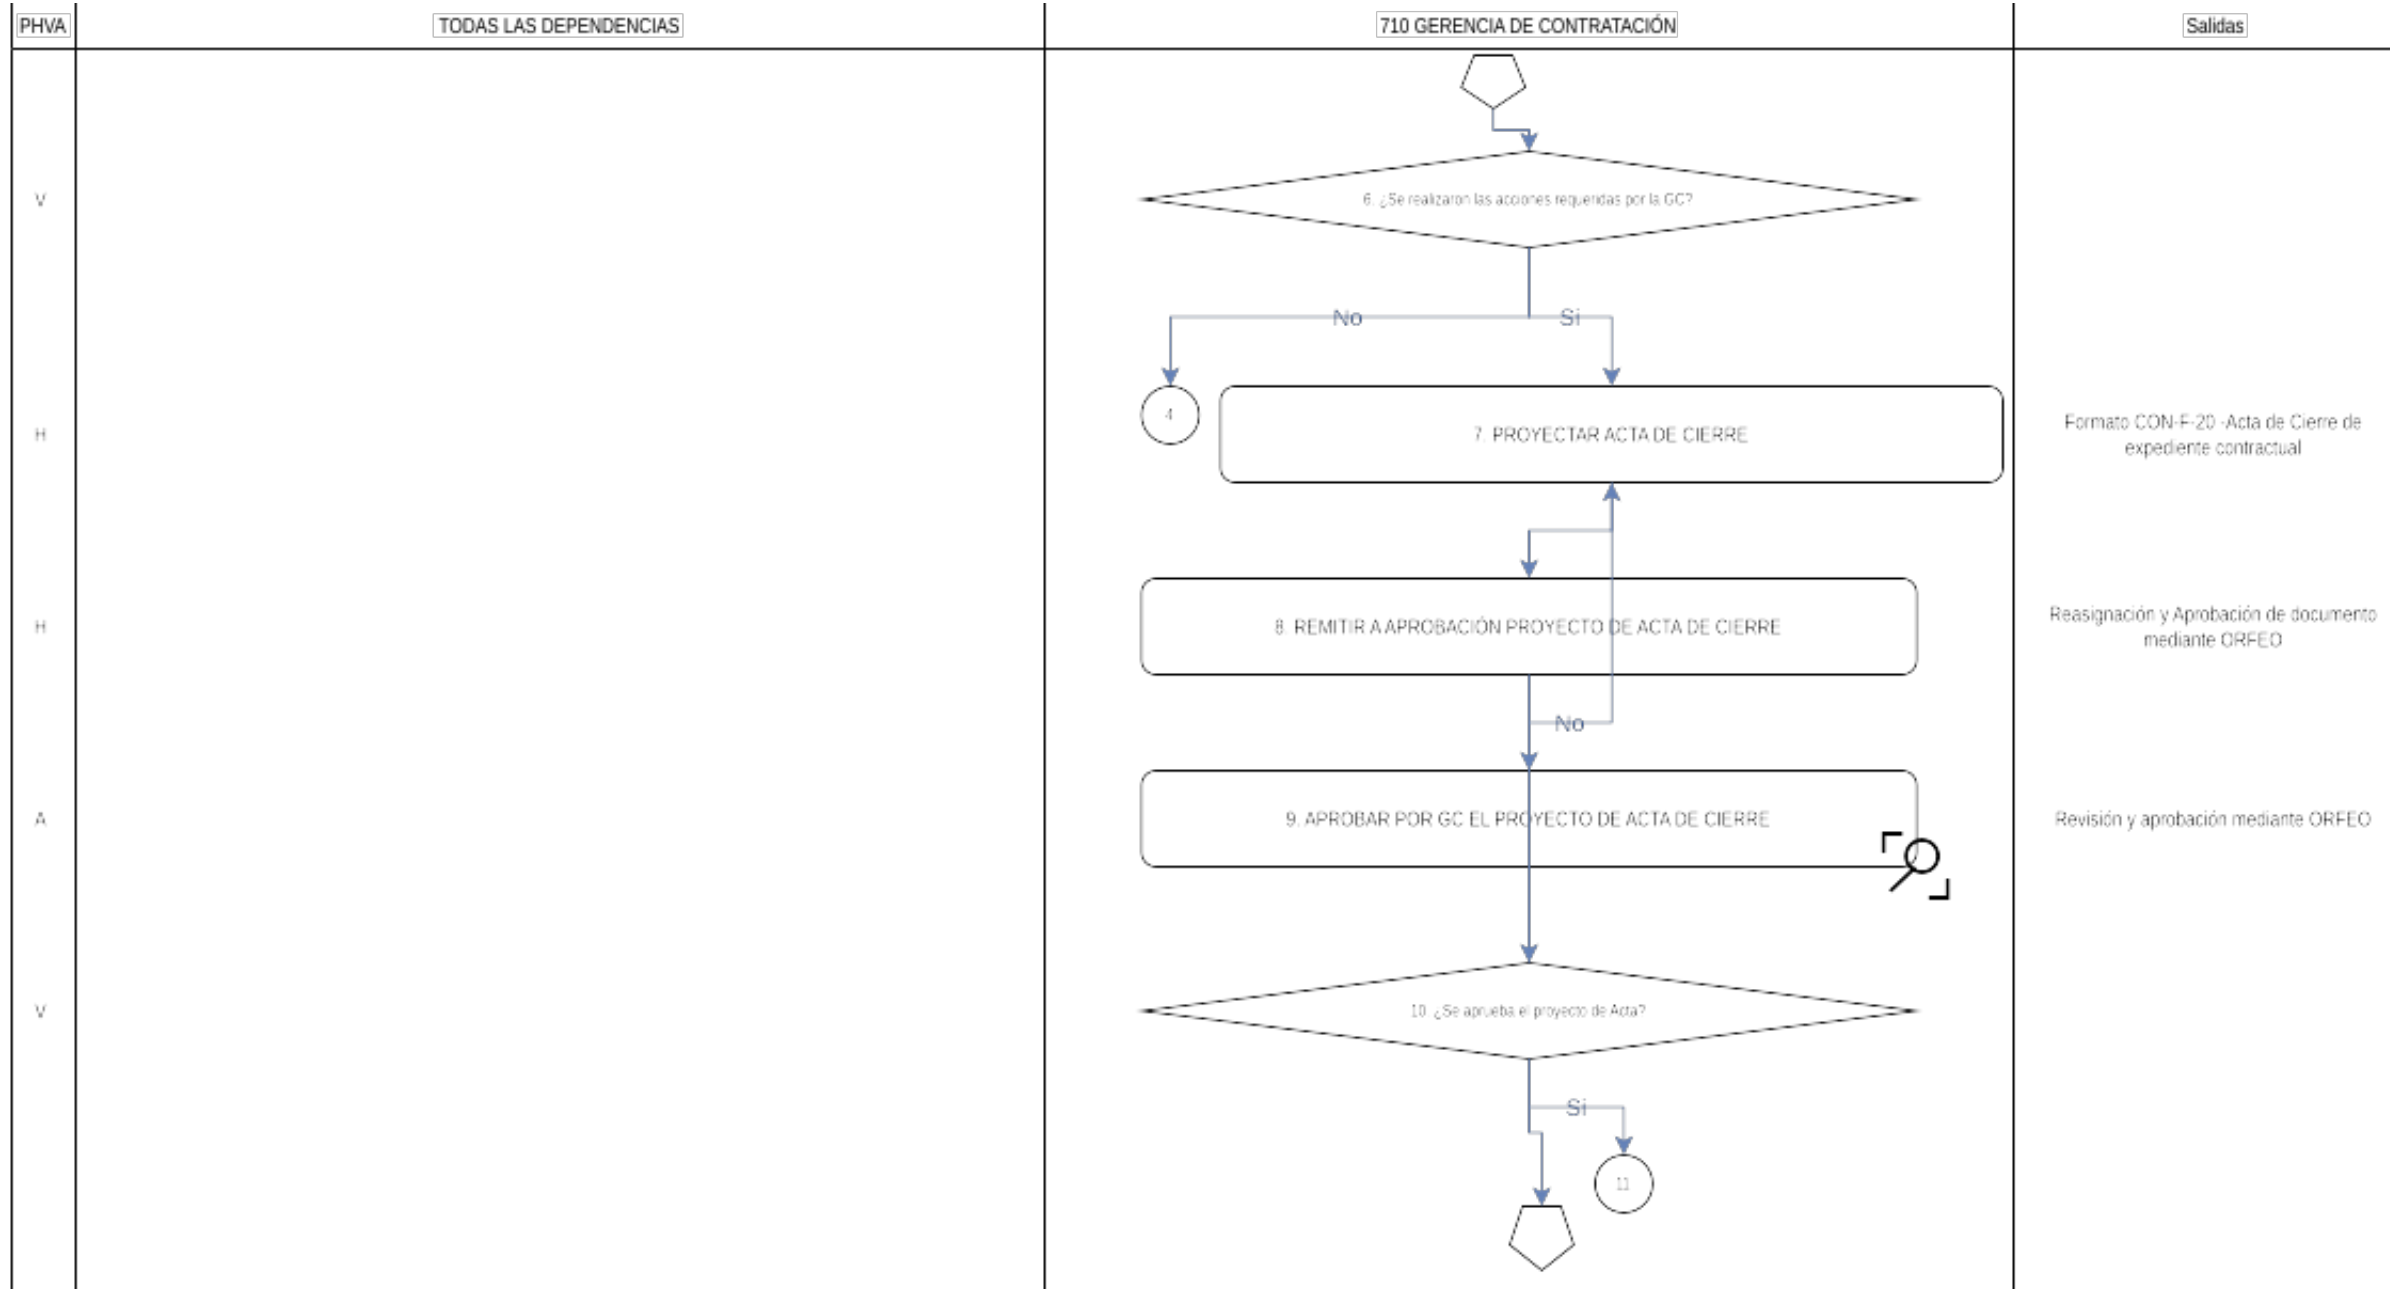 PHVA
TODAS LAS DEPENDENCIAS
710 GERENCIA DE CONTRATACIÓN
Salidas
V
6. ¿Se realizaron las acciones requeridas por la GC?
No
Si
H
4
7. PROYECTAR ACTA DE CIERRE
Formato CON-F-20 -Acta de Cierre de
expediente contractual
H
8. REMITIR A APROBACIÓN PROYECTO DE ACTA DE CIERRE
Reasignación y Aprobación de documento
mediante ORFEO
No
A
9. APROBAR POR GC EL PROYECTO DE ACTA DE CIERRE
Revisión y aprobación mediante ORFEO
V
10. ¿Se aprueba el proyecto de Acta?
Si
11